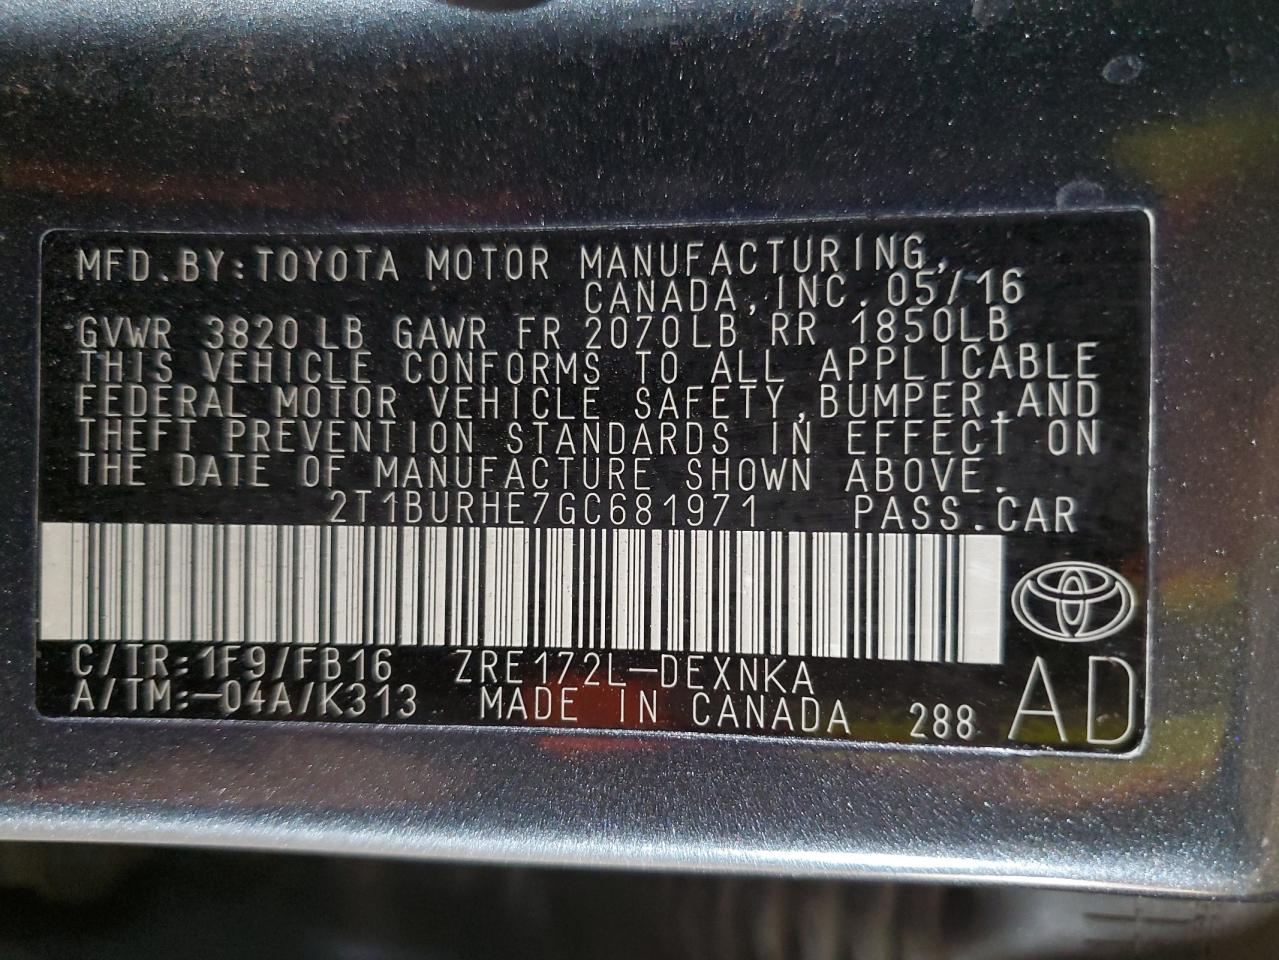 MFD.BY:TOYOTA MOTOR MANUFACTURING,
CANADA,INC. 05/16
GVWR 3820LB GAWR FR 2070LB RR 1850LB
THIS VEHICLE CONFORMS TO ALL APPLICABLE
FEDERAL MOTOR VEHICLE SAFETY,BUMPER,AND
THEFT PREVENTION STANDARDS IN EFFECT ON
THE DATE OF MANUFACTURE SHOWN ABOVE.
2T1BURHE7GC681971 PASS.CAR
C/TR:1F9/FB16 ZRE172L-DEXNKA
A/TM:-04A/K313 MADE IN CANADA 288 AD